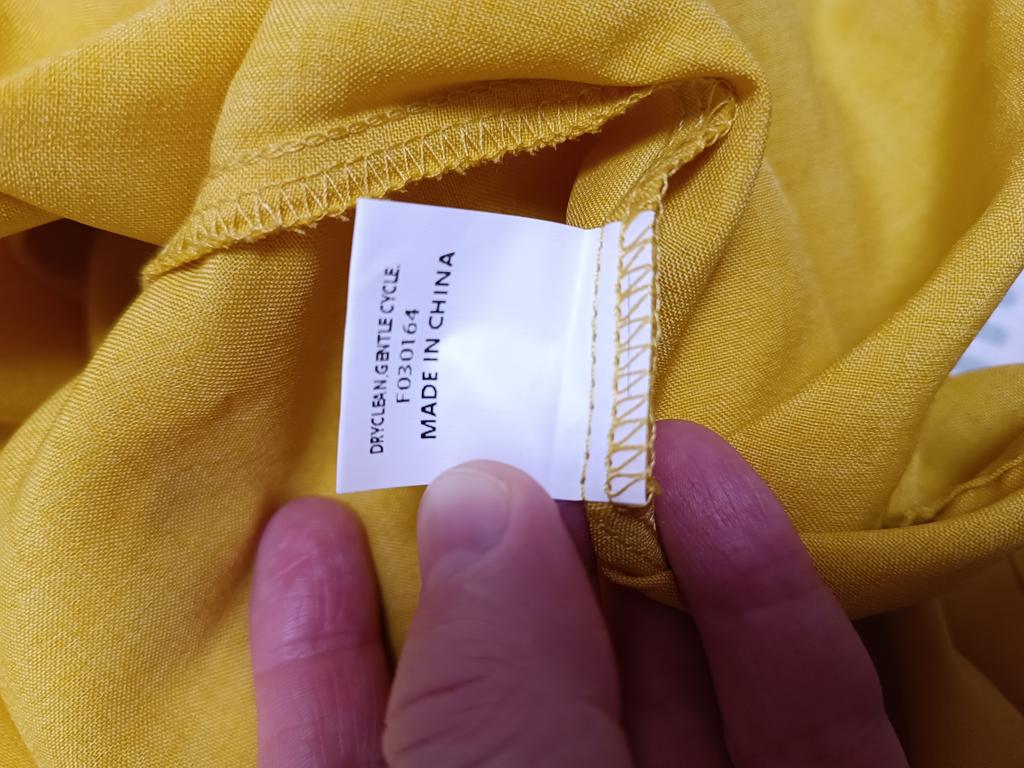 DRYCLEAN,GENTLE CYCLE.
F030164
MADE IN CHINA